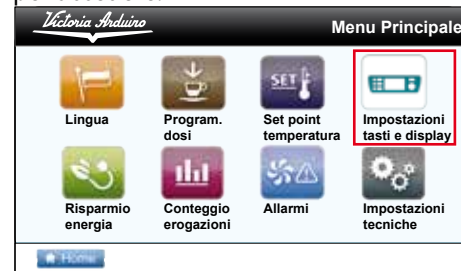 Victoria Arduino
Menu Principale
Lingua
Program.
dosi
SET
Set point
temperatura
Impostazioni
tasti e display
Risparmio
energia
Conteggio
erogazioni
Allarmi
Impostazioni
tecniche
Home